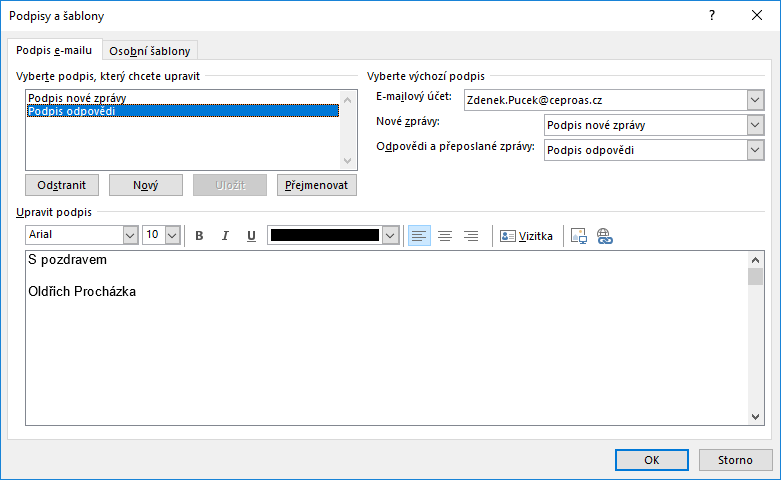 Podpisy a šablony
Podpis e-mailu
Osobní šablony
Vyberte podpis, který chcete upravit
Podpis nové zprávy
Podpis odpovědi
Odstranit
Nový
Uložit
Přejmenovat
Vyberte výchozí podpis
E-mailový účet:
Zdenek.Pucek@ceproas.cz
Nové zprávy:
Podpis nové zprávy
Odpovědi a přeposlané zprávy:
Podpis odpovědi
Upravit podpis
Arial
10
B I U
Vizitka
S pozdravem
Oldřich Procházka
OK
Storno